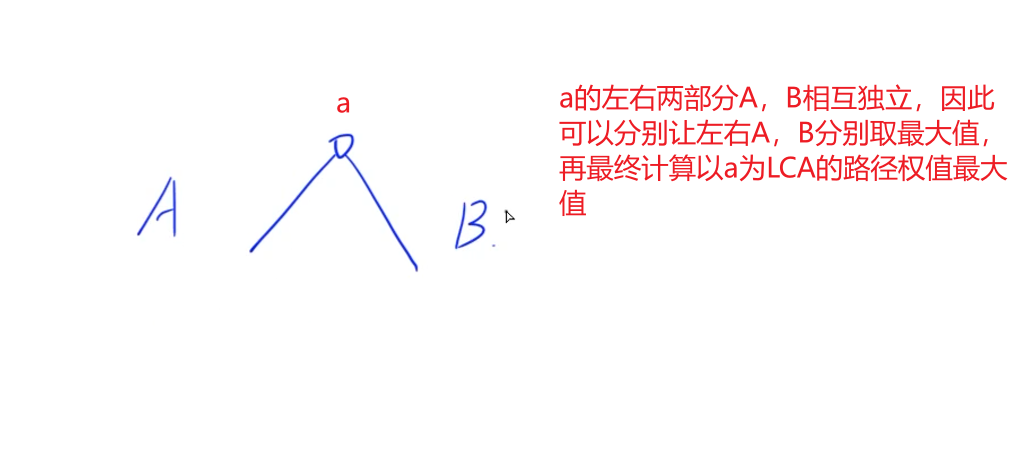 a
a的左右两部分A，B相互独立，因此
可以分别让左右A，B分别取最大值，
再最终计算以a为LCA的路径权值最大
值
A
B.